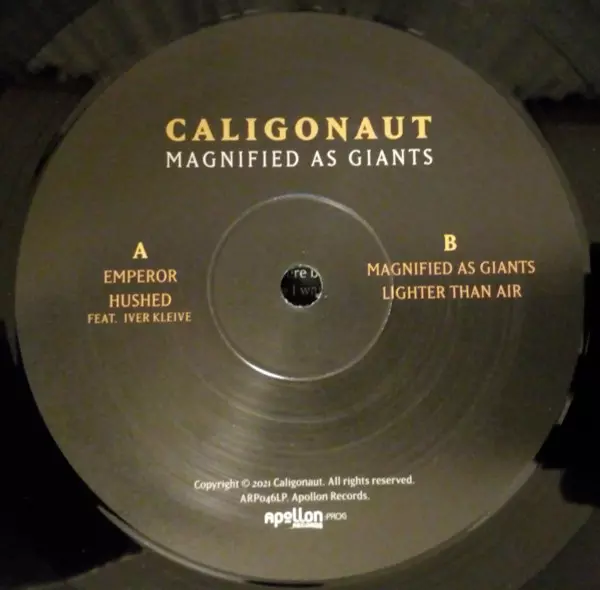 CALIGONAUT
MAGNIFIED AS GIANTS
A
EMPEROR
HUSHED
FEAT. IVER KLEIVE
B
MAGNIFIED AS GIANTS
LIGHTER THAN AIR
Copyright © 2021 Caligonaut. All rights reserved.
ARP046LP. Apollon Records.
Apollon
RECORDS
PROG